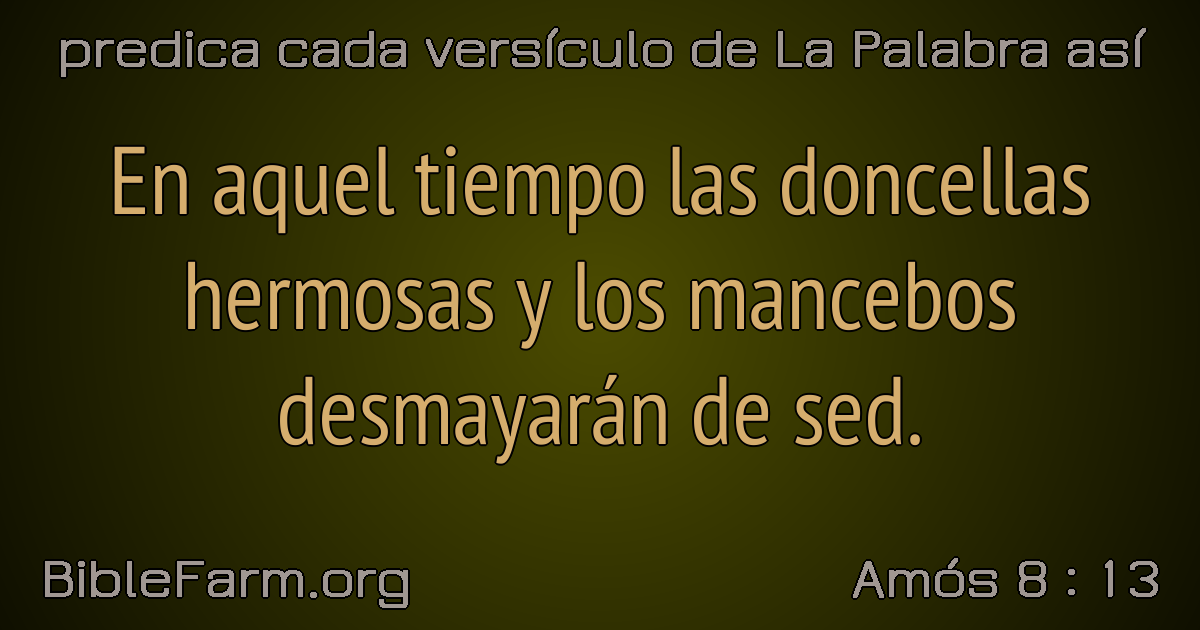 predica cada versículo de La Palabra así
En aquel tiempo las doncellas
hermosas y los mancebos
desmayarán de sed.
BibleFarm.org
Amós 8 : 13